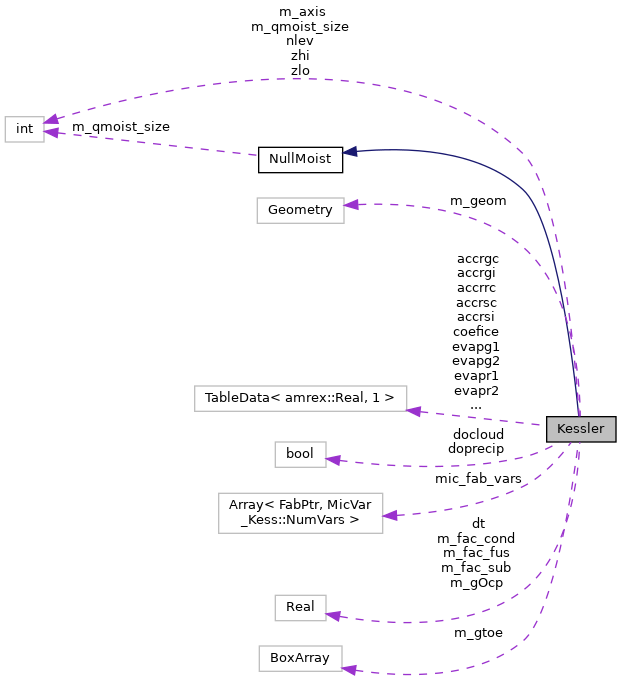 m_axis
m_qmoist_size
nlev
zhi
zlo
int
m_qmoist_size
NullMoist
Geometry
m_geom
accrgc
accrgi
accrrc
accrsc
accrsi
coefice
evapg1
evapg2
evapr1
evapr2
...
TableData< amrex::Real, 1 >
Kessler
docloud
doprecip
bool
mic_fab_vars
Array< FabPtr, MicVar
_Kess::NumVars >
dt
m_fac_cond
m_fac_fus
m_fac_sub
m_gOcp
Real
m_gtoe
BoxArray